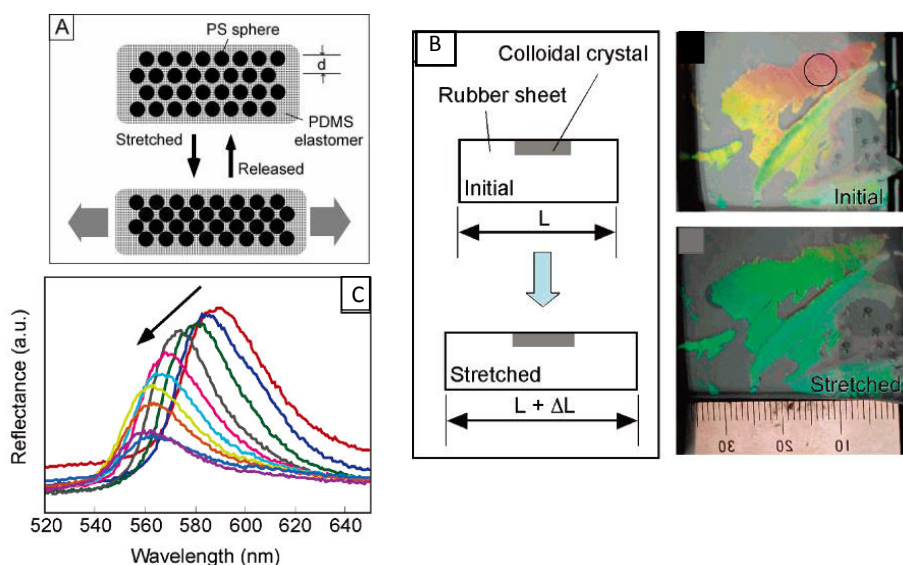 A
PS sphere
d
PDMS
elastomer
Stretched
Released
B
Colloidal crystal
Rubber sheet
Initial
L
Stretched
L + ΔL
Initial
Stretched
30
20
10
C
Reflectance (a.u.)
520 540 560 580 600 620 640
Wavelength (nm)